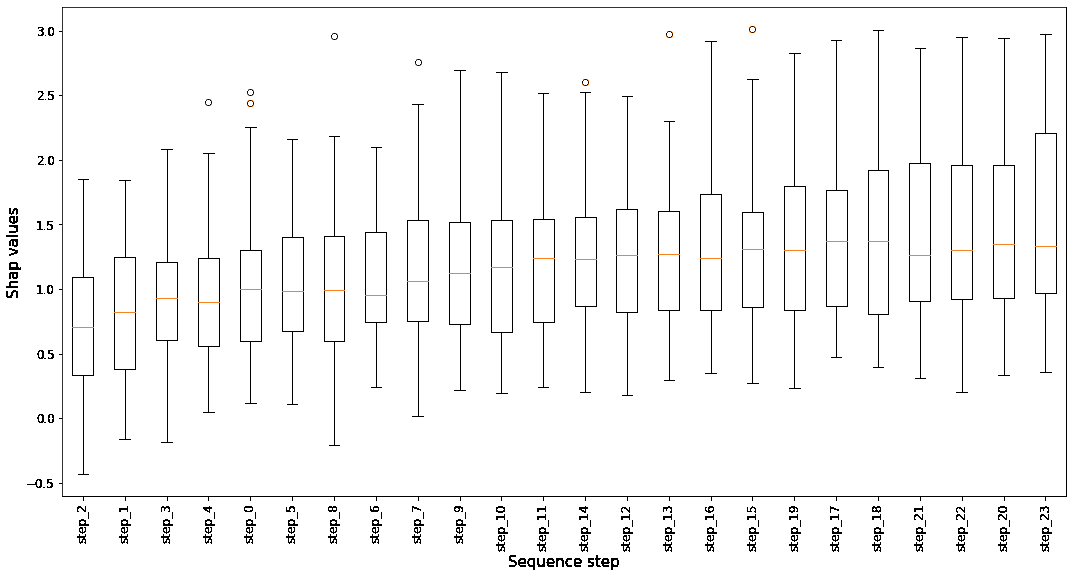 3.0
2.5
2.0
1.5
1.0
0.5
0.0
−0.5
Shap values
step_2
step_1
step_3
step_4
step_0
step_5
step_8
step_6
step_7
step_9
step_10
step_11
step_14
step_12
step_13
step_16
step_15
step_19
step_17
step_18
step_21
step_22
step_20
step_23
Sequence step